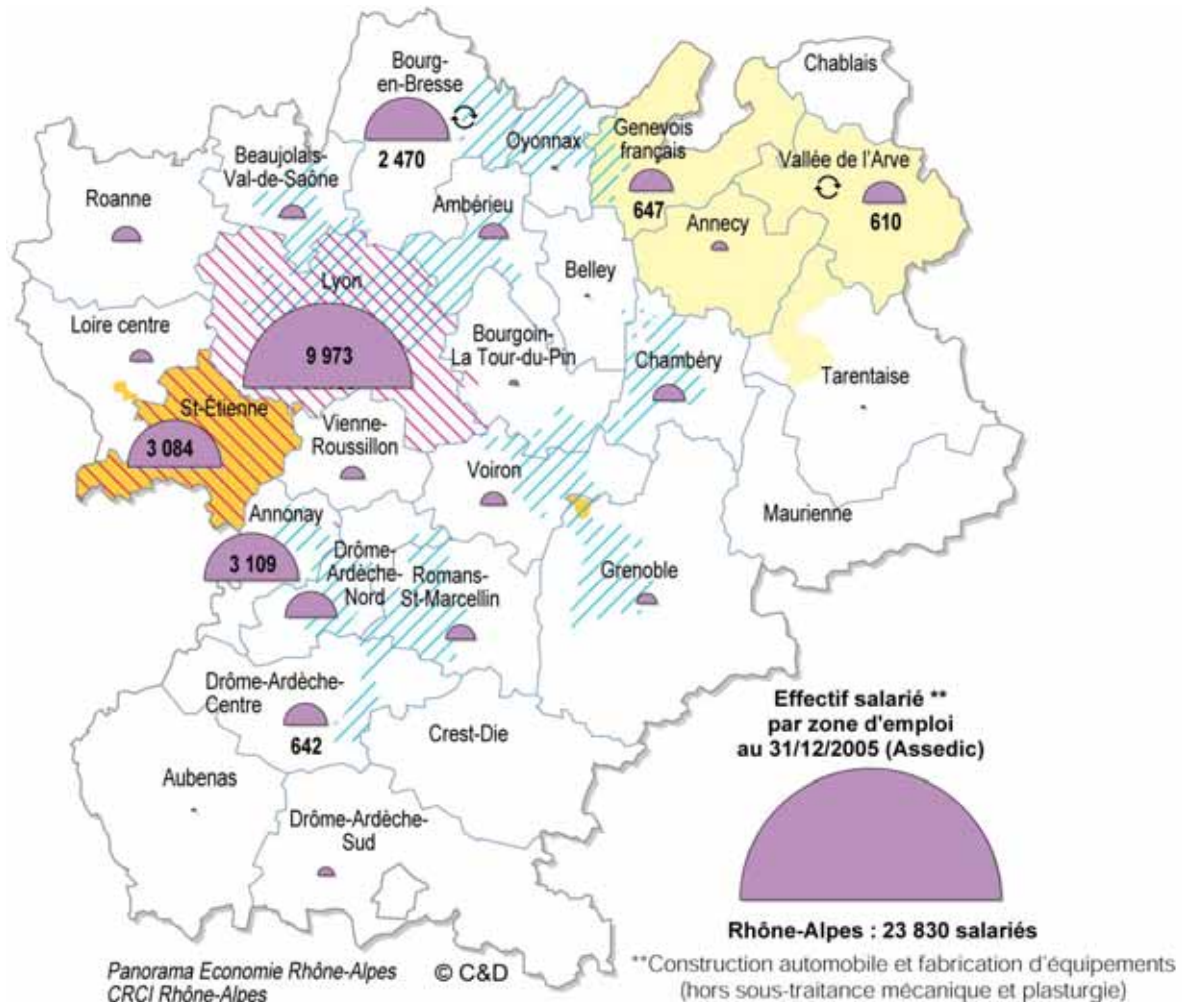 Bourg-
en-Bresse
2 470
Chablais
Oyonnax
Genevois
français
647
Vallée de l'Arve
610
Beaujolais-
Val-de-Saône
Roanne
Ambérieu
Annecy
Belley
Lyon
9 973
Loire centre
Bourgoin-
La Tour-du-Pin
Chambéry
Tarentaise
St-Étienne
3 084
Vienne-
Roussillon
Voiron
Maurienne
Annonay
3 109
Drôme-
Ardèche-
Nord
Romans-
St-Marcellin
Grenoble
Drôme-Ardèche-
Centre
642
Crest-Die
Aubenas
Drôme-Ardèche-
Sud
Effectif salarié **
par zone d'emploi
au 31/12/2005 (Assedic)
Rhône-Alpes : 23 830 salariés
**Construction automobile et fabrication d'équipements
(hors sous-traitance mécanique et plasturgie)
Panorama Economie Rhône-Alpes © C&D
CRCI Rhône-Alpes